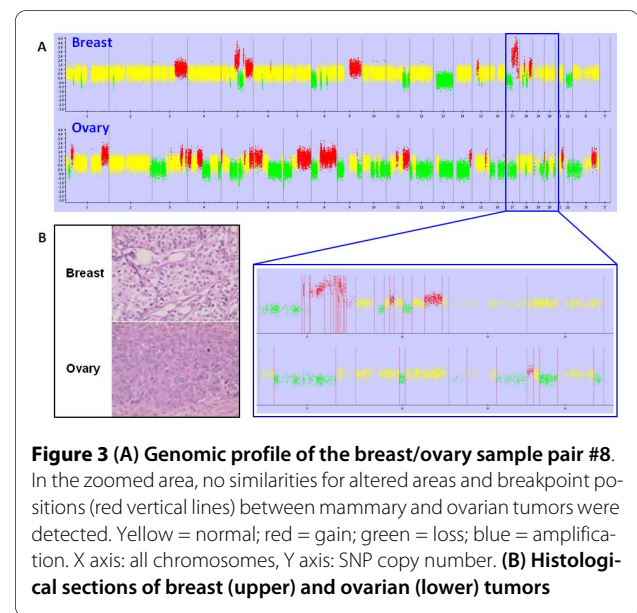 A
Breast
Ovary
B
Breast
Ovary
Figure 3 (A) Genomic profile of the breast/ovary sample pair #8.
In the zoomed area, no similarities for altered areas and breakpoint po-
sitions (red vertical lines) between mammary and ovarian tumors were
detected. Yellow = normal; red = gain; green = loss; blue = amplifica-
tion. X axis: all chromosomes, Y axis: SNP copy number. (B) Histologi-
cal sections of breast (upper) and ovarian (lower) tumors